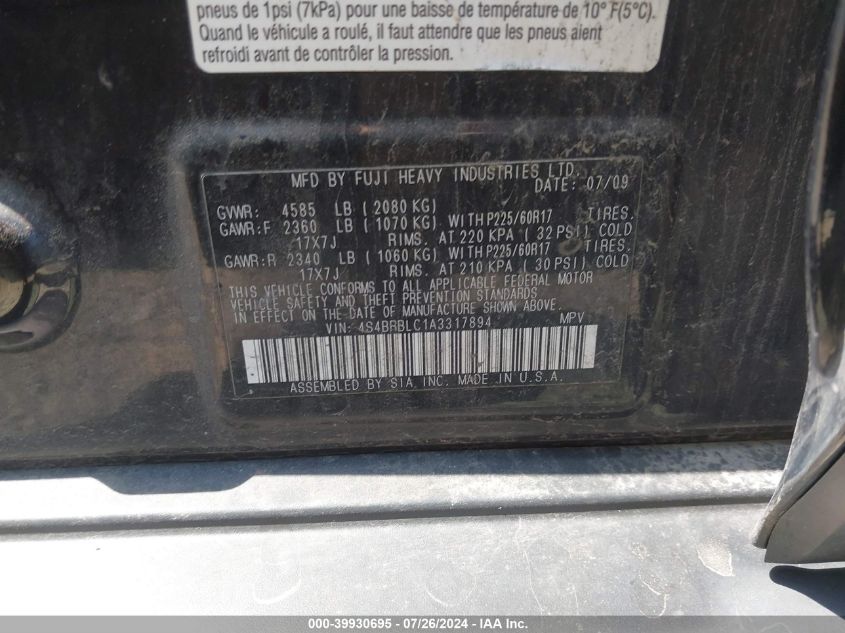 pneus de 1psi (7kPa) pour une baisse de température de 10° F(5°C).
Quand le véhicule a roulé, il faut attendre que les pneus aient
refroidi avant de contrôler la pression.
MFD BY FUJI HEAVY INDUSTRIES LTD.
DATE: 07/09
GVWR: 4585 LB (2080 KG)
GAWR:F 2360 LB (1070 KG) WITH P225/60R17 TIRES.
17X7J RIMS. AT 220 KPA (32 PSI) COLD
GAWR:R 2340 LB (1060 KG) WITH P225/60R17 TIRES.
17X7J RIMS. AT 210 KPA (30 PSI) COLD
THIS VEHICLE CONFORMS TO ALL APPLICABLE FEDERAL MOTOR
VEHICLE SAFETY AND THEFT PREVENTION STANDARDS
IN EFFECT ON THE DATE OF MANUFACTURE SHOWN ABOVE.
VIN: 4S4BRBLC1A3317894 MPV
ASSEMBLED BY SIA, INC. MADE IN U.S.A.
000-39930695 - 07/26/2024 - IAA Inc.